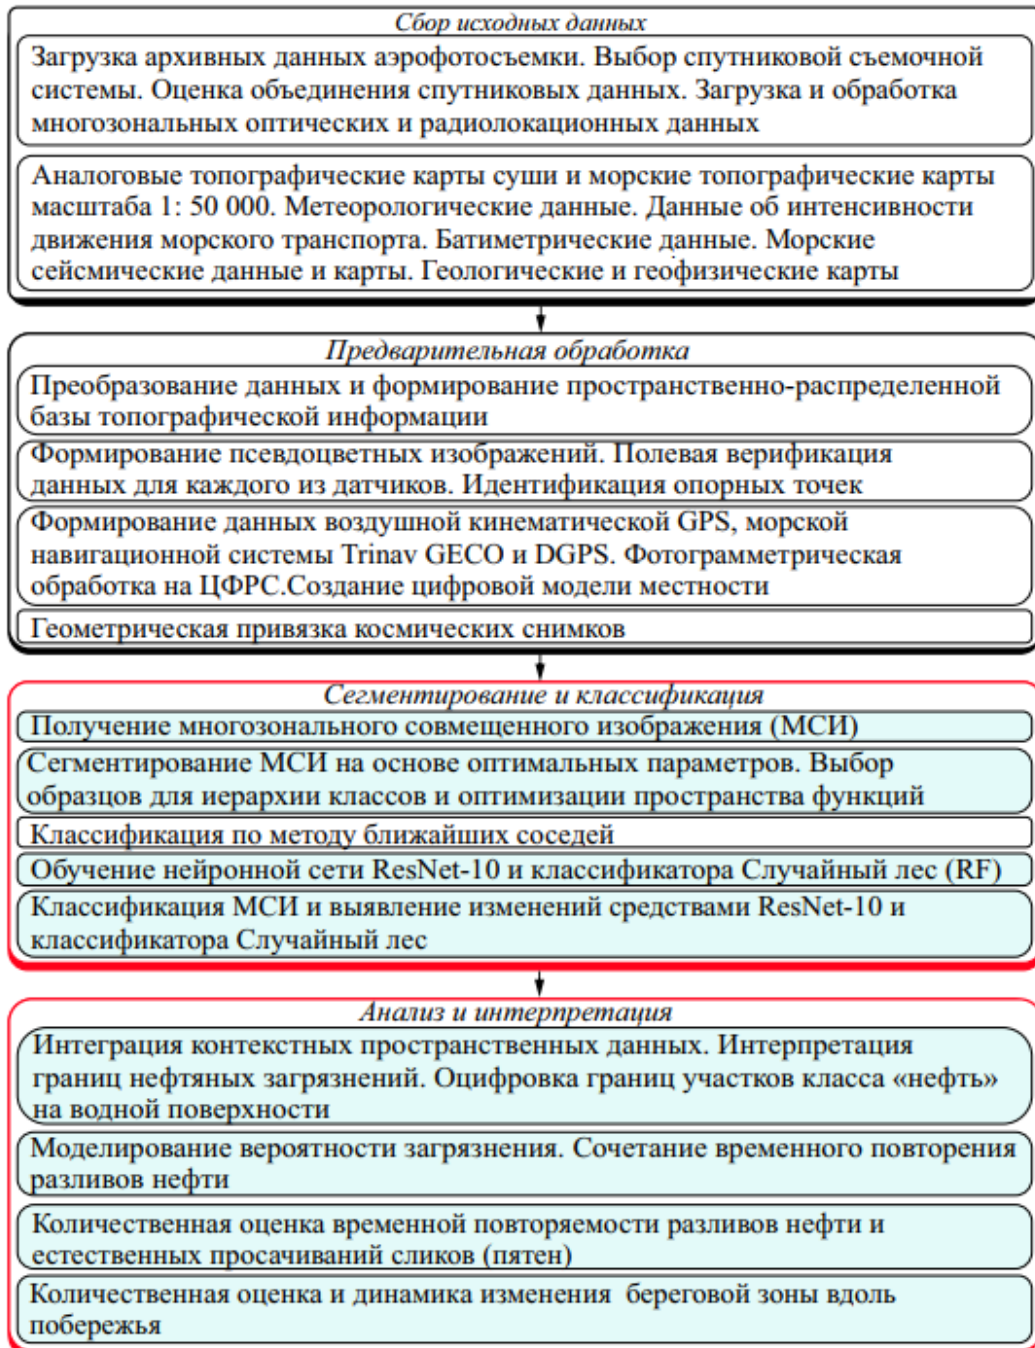 Сбор исходных данных
Загрузка архивных данных аэрофотосъемки. Выбор спутниковой съемочной
системы. Оценка объединения спутниковых данных. Загрузка и обработка
многозональных оптических и радиолокационных данных
Аналоговые топографические карты суши и морские топографические карты
масштаба 1: 50 000. Метеорологические данные. Данные об интенсивности
движения морского транспорта. Батиметрические данные. Морские
сейсмические данные и карты. Геологические и геофизические карты
Предварительная обработка
Преобразование данных и формирование пространственно-распределенной
базы топографической информации
Формирование псевдоцветных изображений. Полевая верификация
данных для каждого из датчиков. Идентификация опорных точек
Формирование данных воздушной кинематической GPS, морской
навигационной системы Trinav GECO и DGPS. Фотограмметрическая
обработка на ЦФРС.Создание цифровой модели местности
Геометрическая привязка космических снимков
Сегментирование и классификация
Получение многозонального совмещенного изображения (МСИ)
Сегментирование МСИ на основе оптимальных параметров. Выбор
образцов для иерархии классов и оптимизации пространства функций
Классификация по методу ближайших соседей
Обучение нейронной сети ResNet-10 и классификатора Случайный лес (RF)
Классификация МСИ и выявление изменений средствами ResNet-10 и
классификатора Случайный лес
Анализ и интерпретация
Интеграция контекстных пространственных данных. Интерпретация
границ нефтяных загрязнений. Оцифровка границ участков класса «нефть»
на водной поверхности
Моделирование вероятности загрязнения. Сочетание временного повторения
разливов нефти
Количественная оценка временной повторяемости разливов нефти и
естественных просачиваний сликов (пятен)
Количественная оценка и динамика изменения береговой зоны вдоль
побережья